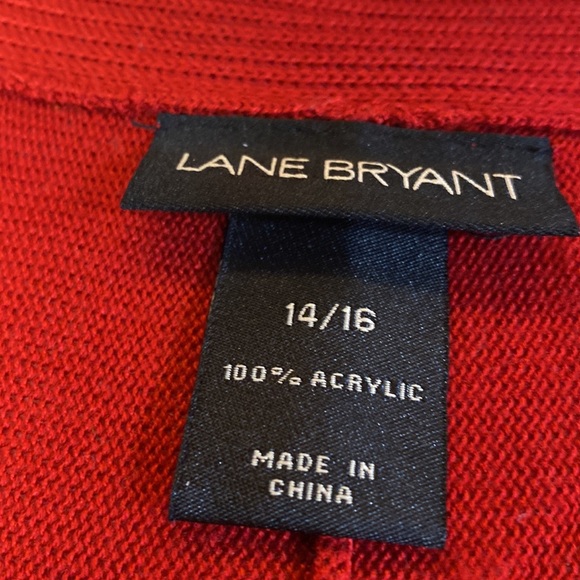 LANE BRYANT
14/16
100% ACRYLIC
MADE IN
CHINA